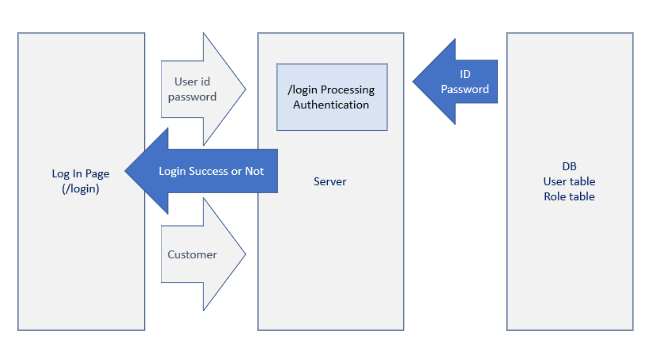 User id
password
/login Processing
Authentication
ID
Password
Log In Page
(/login)
Login Success or Not
Server
DB
User table
Role table
Customer